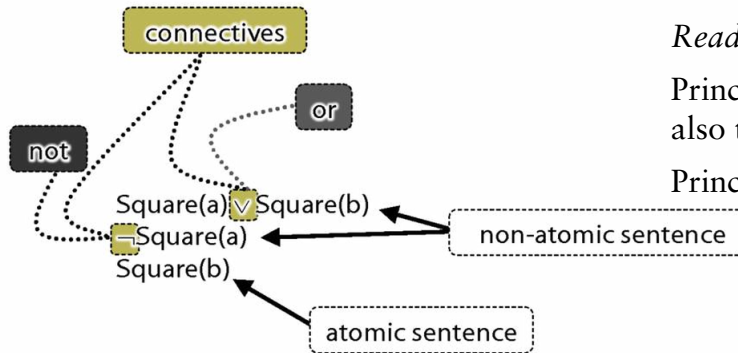 connectives
or
not
Square(a) ∨ Square(b)
¬Square(a)
Square(b)
non-atomic sentence
atomic sentence
Read
Princ
also t
Princ